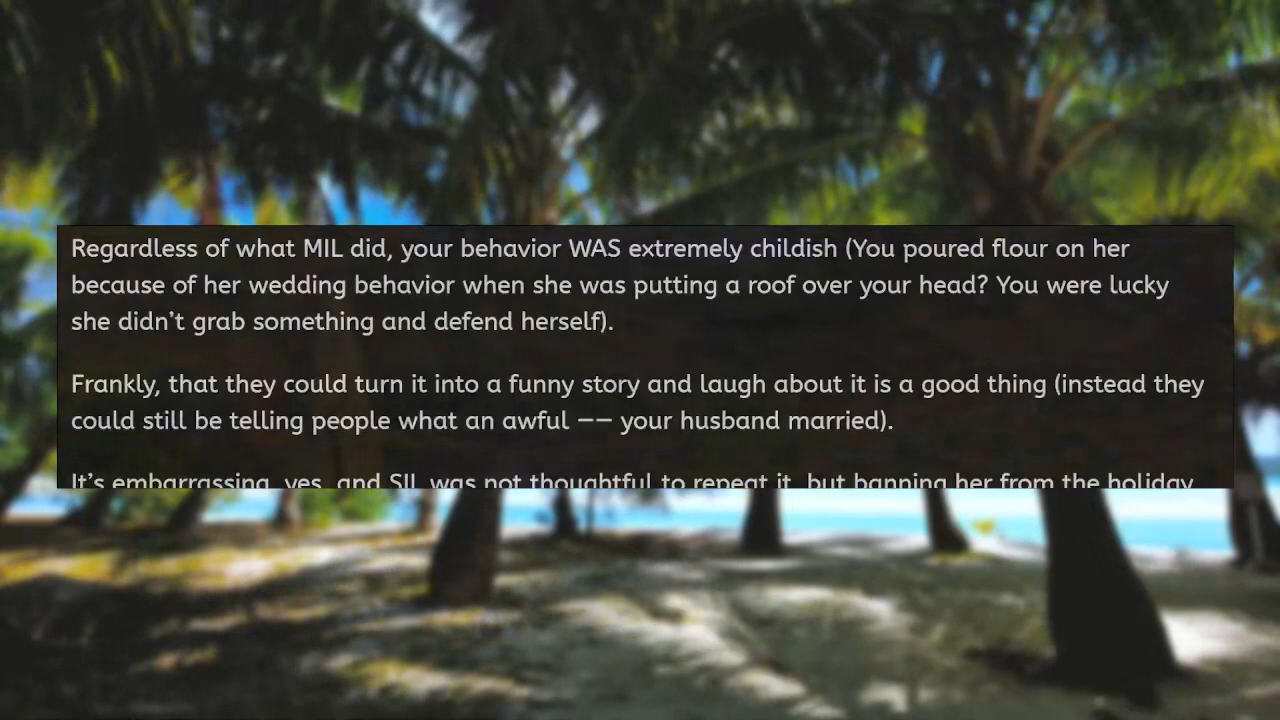 Regardless of what MIL did, your behavior WAS extremely childish (You poured flour on her
because of her wedding behavior when she was putting a roof over your head? You were lucky
she didn't grab something and defend herself).
Frankly, that they could turn it into a funny story and laugh about it is a good thing (instead they
could still be telling people what an awful —— your husband married).
It's embarrassing, yes, and SIL was not thoughtful to repeat it, but banning her from the holiday